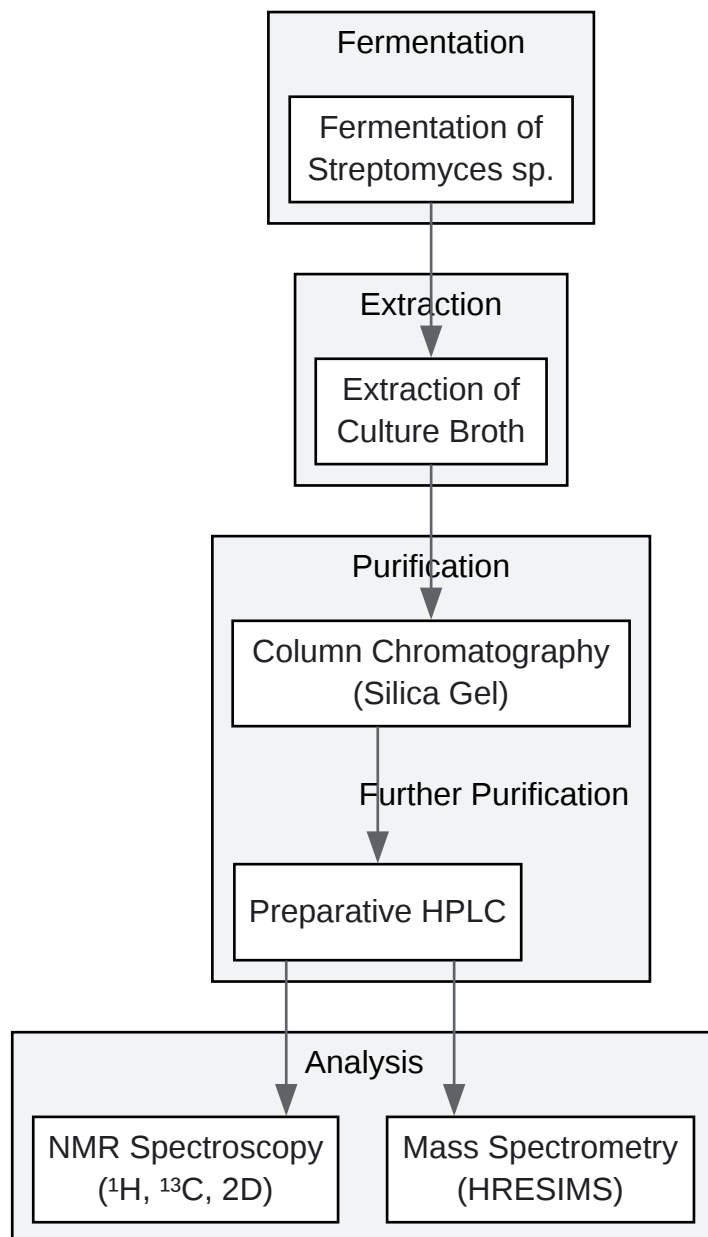 Fermentation
Fermentation of
Streptomyces sp.
Extraction
Extraction of
Culture Broth
Purification
Column Chromatography
(Silica Gel)
Further Purification
Preparative HPLC
Analysis
NMR Spectroscopy
(¹H, ¹³C, 2D)
Mass Spectrometry
(HRESIMS)